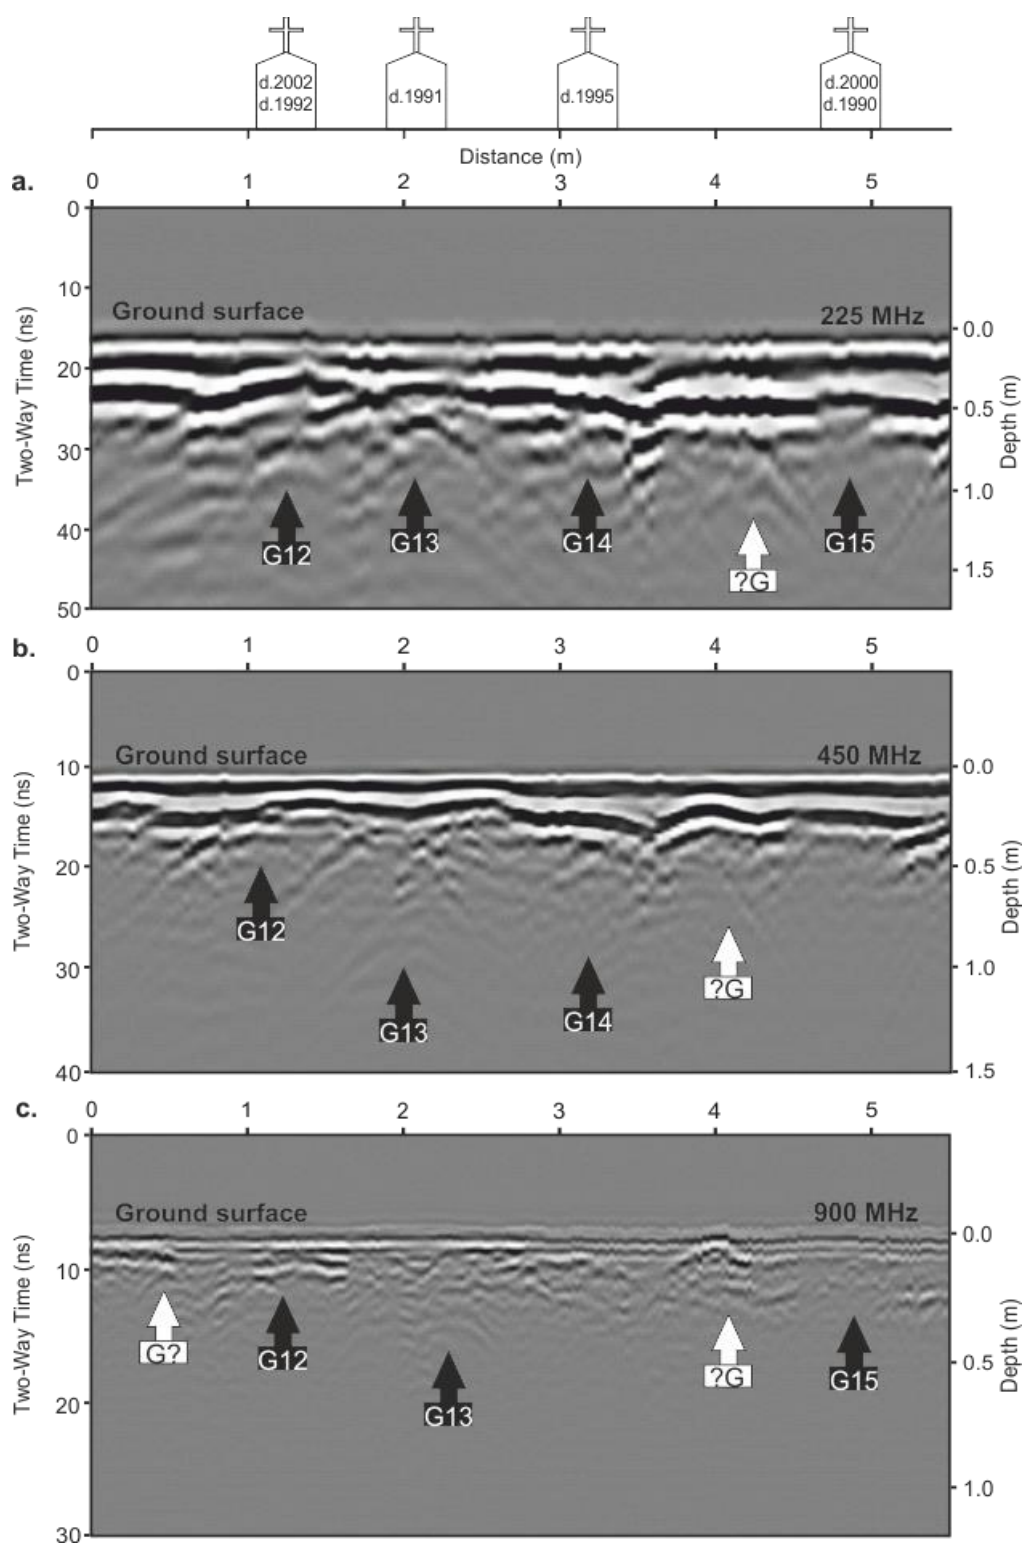 d.2002
d.1992
d.1991
d.1995
d.2000
d.1990
Distance (m)
a.
0 1 2 3 4 5
0
10
20
30
40
50
Two-Way Time (ns)
Ground surface
225 MHz
0.0
0.5
1.0
1.5
Depth (m)
G12
G13
G14
?G
G15
b.
0 1 2 3 4 5
0
10
20
30
40
Two-Way Time (ns)
Ground surface
450 MHz
0.0
0.5
1.0
1.5
Depth (m)
G12
G13
G14
?G
c.
0 1 2 3 4 5
0
10
20
30
Two-Way Time (ns)
Ground surface
900 MHz
0.0
0.5
1.0
Depth (m)
G?
G12
G13
?G
G15